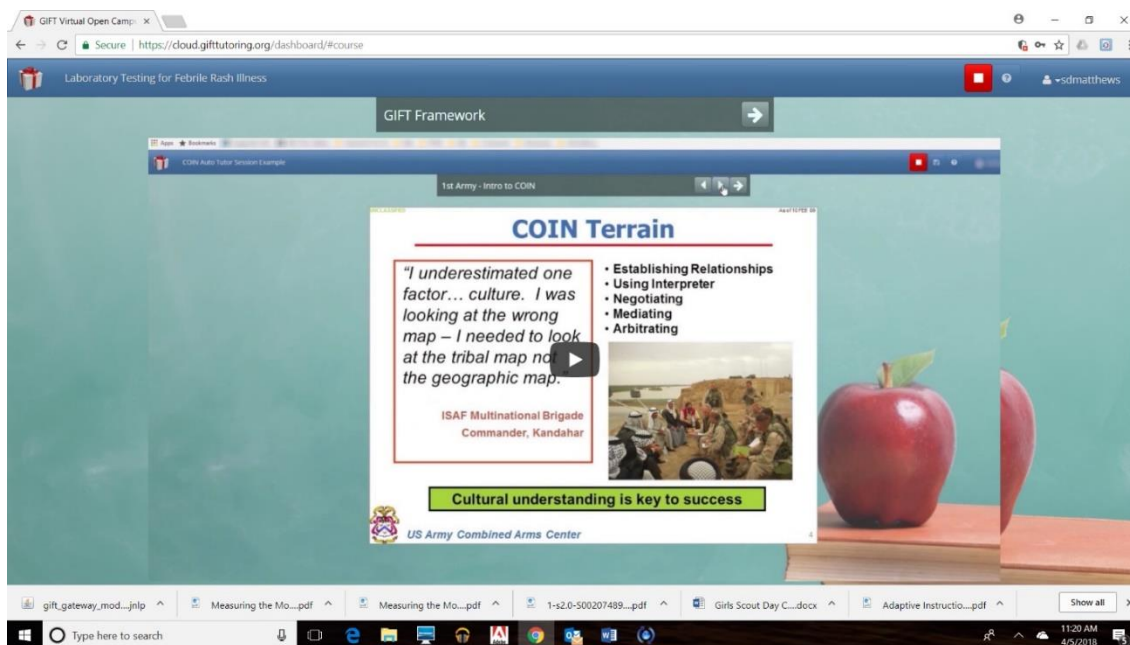 GIFT Virtual Open Camp
Secure | https://cloud.gifttutoring.org/dashboard/#course
Laboratory Testing for Febrile Rash Illness
sdmatthews
GIFT Framework
Apps Bookmarks
COIN Auto Tutor Session Example
1st Army - Intro to COIN
COIN Terrain
"I underestimated one
factor... culture. I was
looking at the wrong
map – I needed to look
at the tribal map not
the geographic map."
ISAF Multinational Brigade
Commander, Kandahar
• Establishing Relationships
• Using Interpreter
• Negotiating
• Mediating
• Arbitrating
Cultural understanding is key to success
US Army Combined Arms Center
4
gift_gateway_mod....jnlp
Measuring the Mo....pdf
Measuring the Mo....pdf
1-s2.0-S00207489....pdf
Girls Scout Day C....docx
Adaptive Instructio....pdf
Show all
Type here to search
11:20 AM
4/5/2018